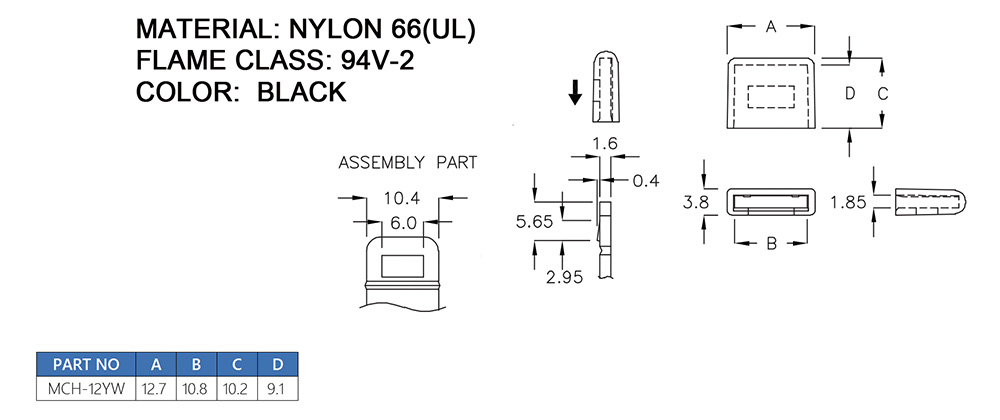 MATERIAL: NYLON 66(UL)
FLAME CLASS: 94V-2
COLOR: BLACK
A
D
C
1.6
ASSEMBLY PART
0.4
10.4
3.8
1.85
5.65
6.0
B
2.95
PART NO A B C D
MCH-12YW 12.7 10.8 10.2 9.1